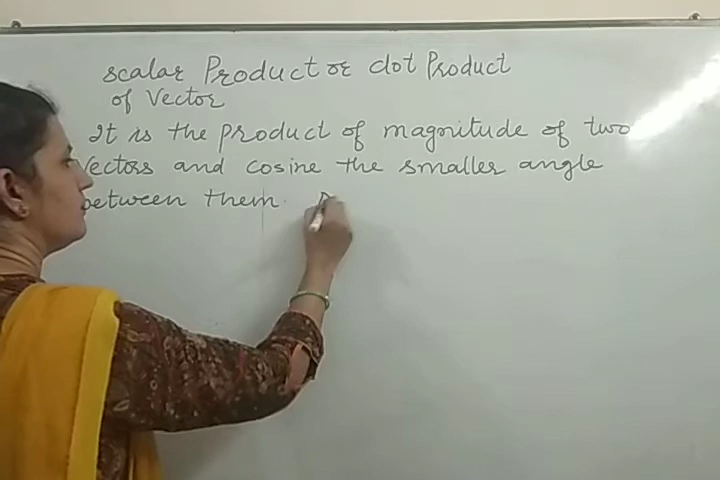 scalar Product or dot Product
of Vector
It is the product of magnitude of two
Vectors and cosine the smaller angle
between them.